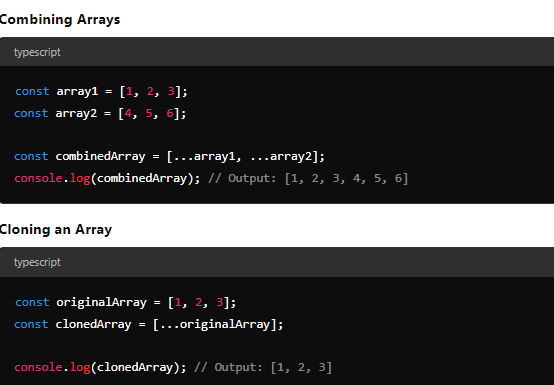 Combining Arrays
typescript
const array1 = [1, 2, 3];
const array2 = [4, 5, 6];
const combinedArray = [...array1, ...array2];
console.log(combinedArray); // Output: [1, 2, 3, 4, 5, 6]
Cloning an Array
typescript
const originalArray = [1, 2, 3];
const clonedArray = [...originalArray];
console.log(clonedArray); // Output: [1, 2, 3]